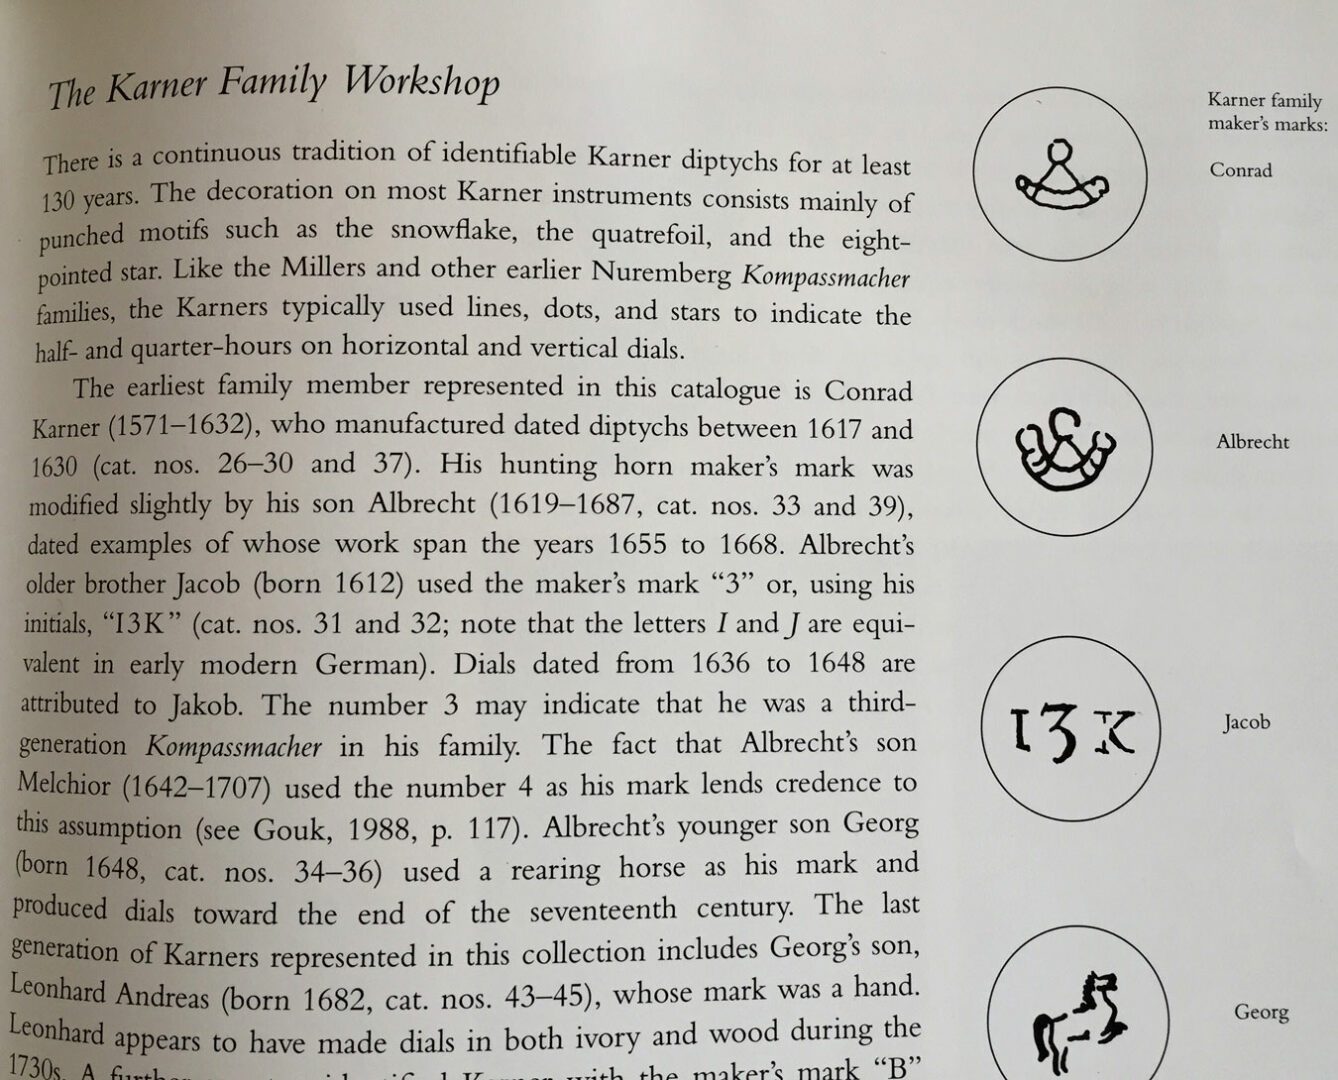 The Karner Family Workshop
There is a continuous tradition of identifiable Karner diptychs for at least
130 years. The decoration on most Karner instruments consists mainly of
punched motifs such as the snowflake, the quatrefoil, and the eight-
pointed star. Like the Millers and other earlier Nuremberg Kompassmacher
families, the Karners typically used lines, dots, and stars to indicate the
half- and quarter-hours on horizontal and vertical dials.
The earliest family member represented in this catalogue is Conrad
Karner (1571–1632), who manufactured dated diptychs between 1617 and
1630 (cat. nos. 26–30 and 37). His hunting horn maker's mark was
modified slightly by his son Albrecht (1619–1687, cat. nos. 33 and 39),
dated examples of whose work span the years 1655 to 1668. Albrecht's
older brother Jacob (born 1612) used the maker's mark “3” or, using his
initials, “I3K” (cat. nos. 31 and 32; note that the letters I and J are equi-
valent in early modern German). Dials dated from 1636 to 1648 are
attributed to Jakob. The number 3 may indicate that he was a third-
generation Kompassmacher in his family. The fact that Albrecht's son
Melchior (1642–1707) used the number 4 as his mark lends credence to
this assumption (see Gouk, 1988, p. 117). Albrecht's younger son Georg
(born 1648, cat. nos. 34–36) used a rearing horse as his mark and
produced dials toward the end of the seventeenth century. The last
generation of Karners represented in this collection includes Georg's son,
Leonhard Andreas (born 1682, cat. nos. 43–45), whose mark was a hand.
Leonhard appears to have made dials in both ivory and wood during the
1730s. A Karner with the maker's mark “B”
Karner family
maker's marks:
Conrad
Albrecht
I3K
Jacob
Georg